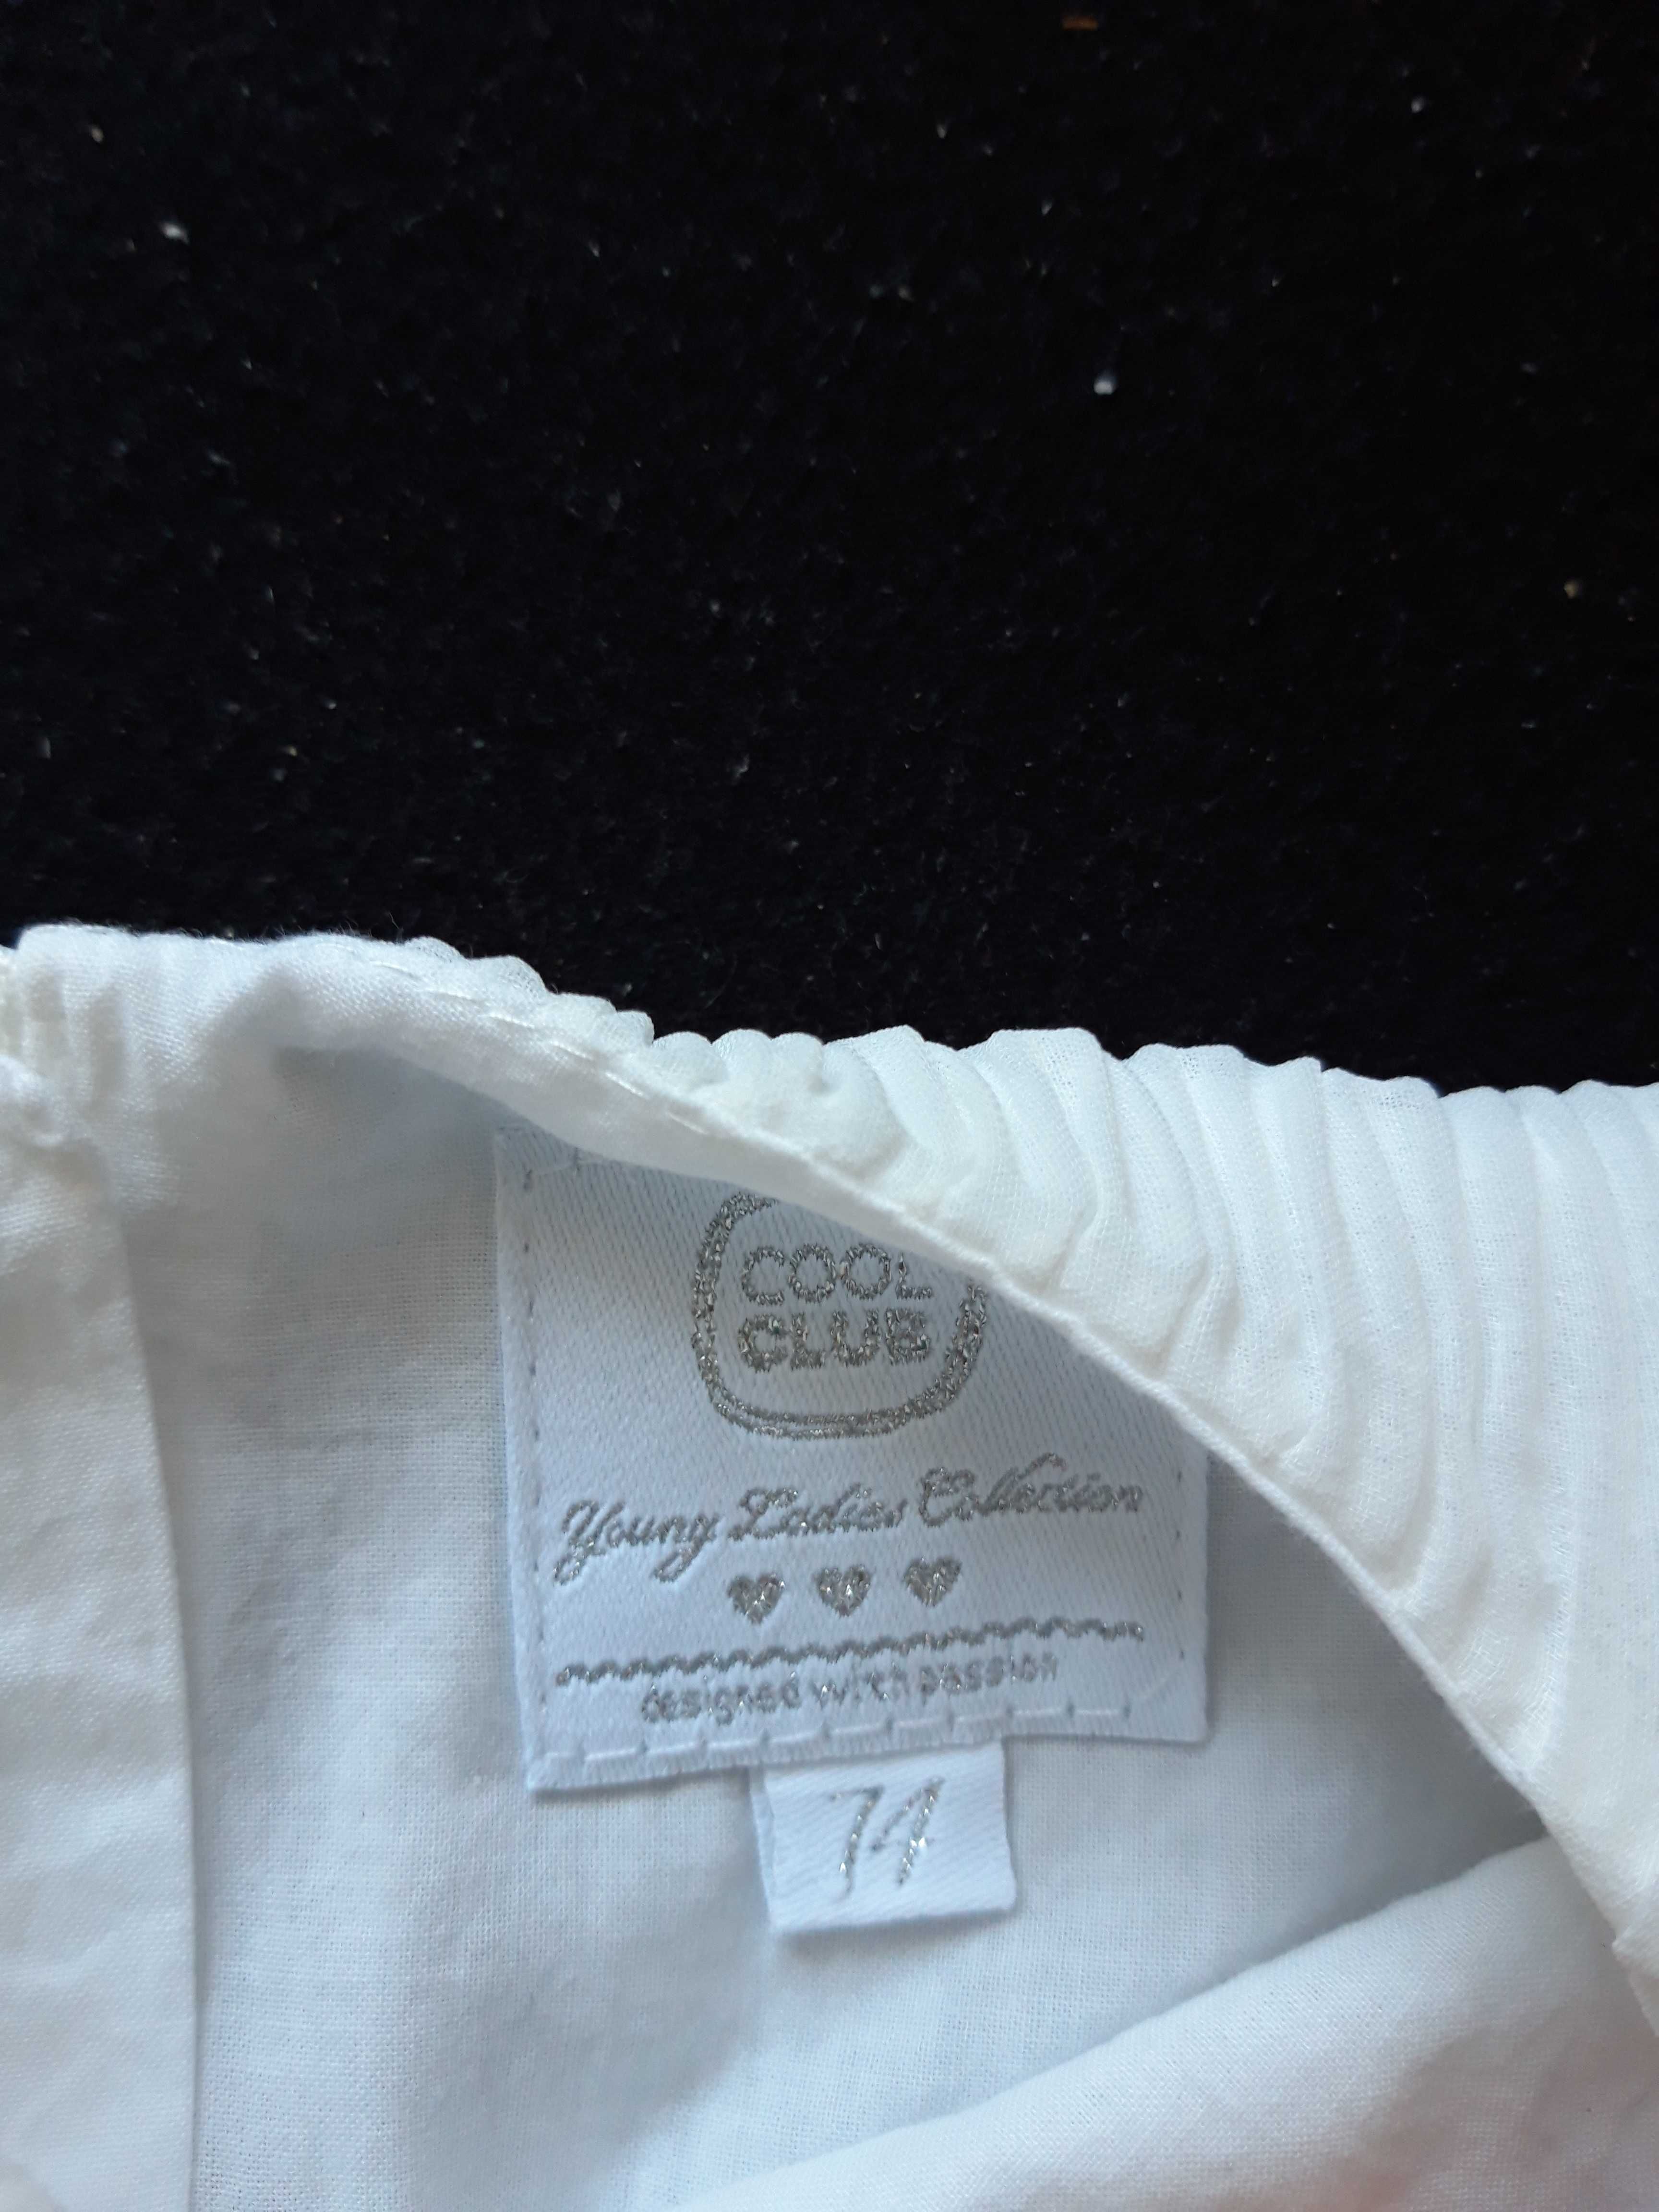 COOL
CLUB
Young Ladies Collection
designed with passion
74